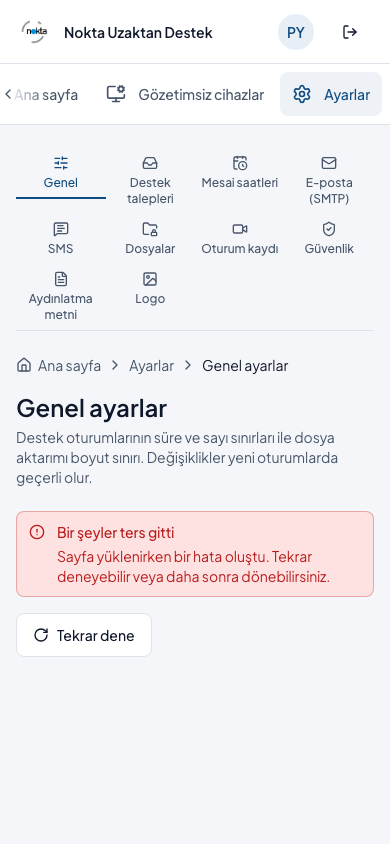 nokta
Nokta Uzaktan Destek
PY
Ana sayfa
Gözetimsiz cihazlar
Ayarlar
Genel
Destek
talepleri
Mesai saatleri
E-posta
(SMTP)
SMS
Dosyalar
Oturum kaydı
Güvenlik
Aydınlatma
metni
Logo
Ana sayfa
Ayarlar
Genel ayarlar
Genel ayarlar
Destek oturumlarının süre ve sayı sınırları ile dosya
aktarımı boyut sınırı. Değişiklikler yeni oturumlarda
geçerli olur.
Bir şeyler ters gitti
Sayfa yüklenirken bir hata oluştu. Tekrar
deneyebilir veya daha sonra dönebilirsiniz.
Tekrar dene